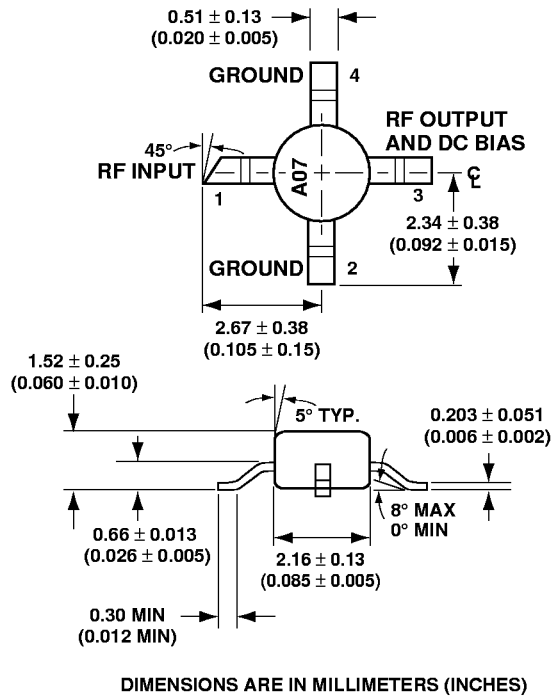 0.51 ± 0.13
(0.020 ± 0.005)
GROUND 4
RF OUTPUT
AND DC BIAS
45°
RF INPUT
A07
℄
1
3
2.34 ± 0.38
(0.092 ± 0.015)
GROUND 2
2.67 ± 0.38
(0.105 ± 0.15)
1.52 ± 0.25
(0.060 ± 0.010)
5° TYP.
0.203 ± 0.051
(0.006 ± 0.002)
8° MAX
0° MIN
0.66 ± 0.013
(0.026 ± 0.005)
2.16 ± 0.13
(0.085 ± 0.005)
0.30 MIN
(0.012 MIN)
DIMENSIONS ARE IN MILLIMETERS (INCHES)